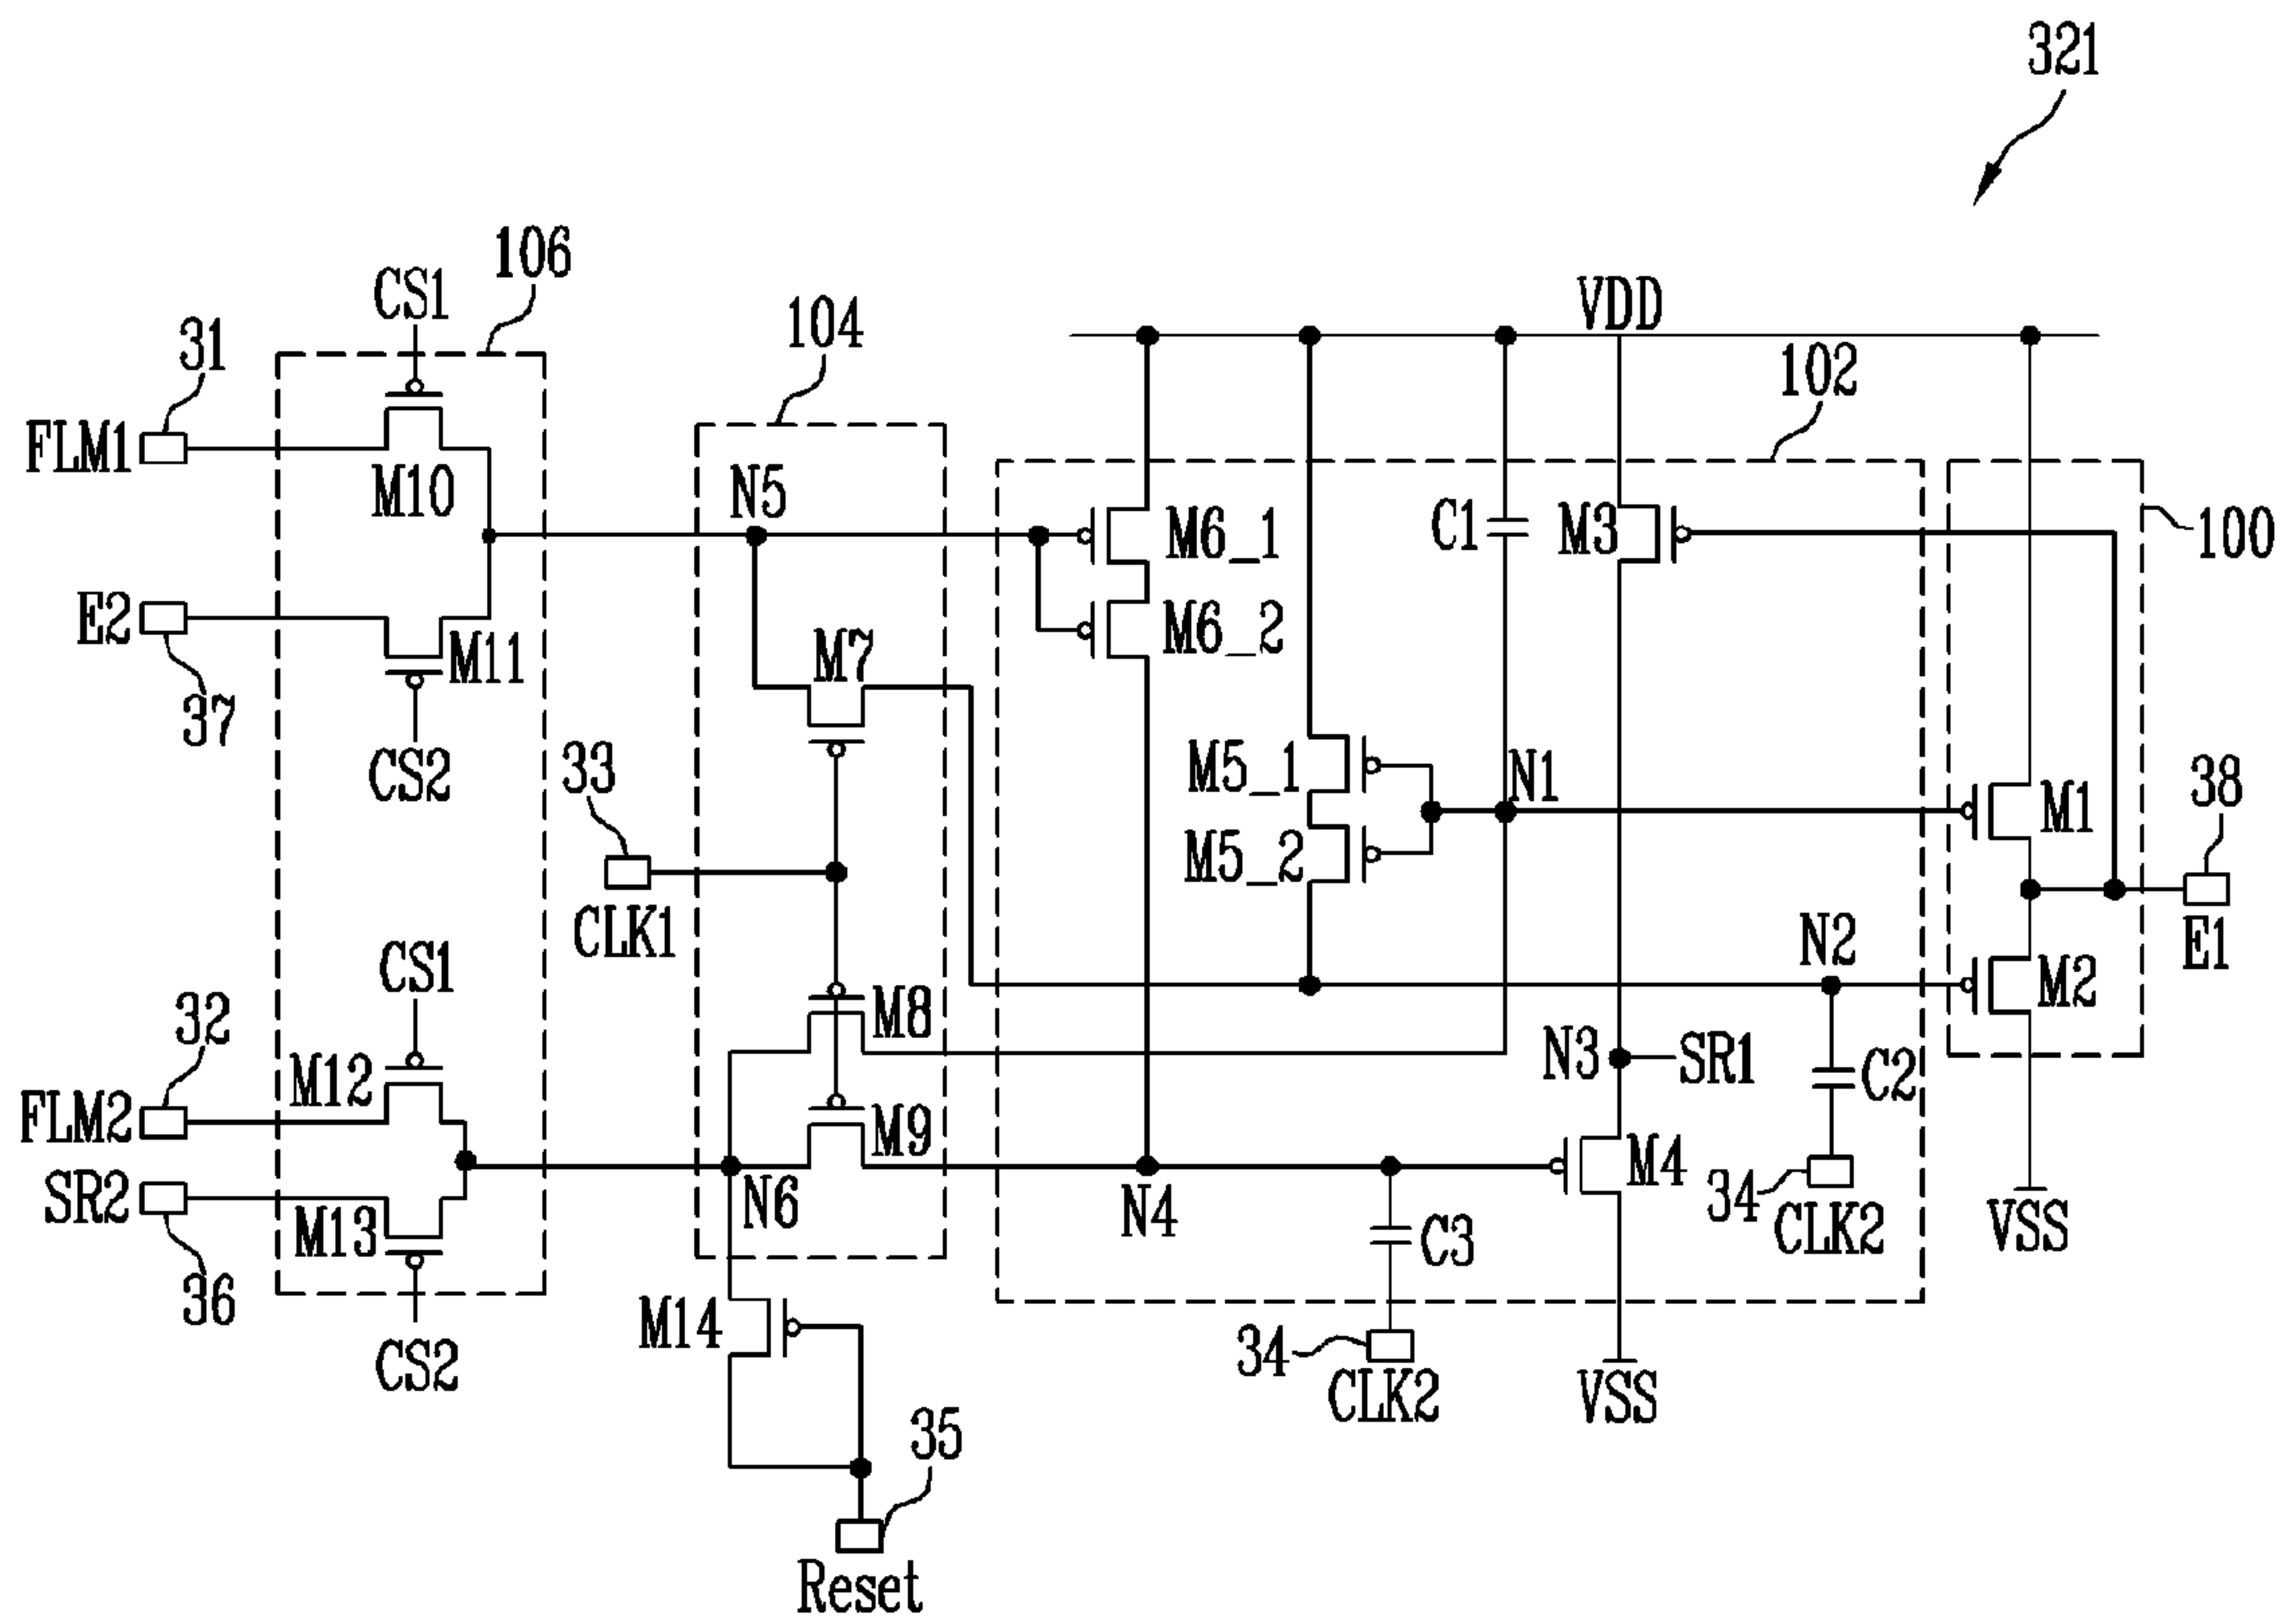 321
106
CS1
104
VDD
31
102
FLM1
M10
N5
C1
M3
M6_1
100
E2
M11
M7
M6_2
37
CS2
33
M5_1
N1
M1
38
M5_2
CLK1
CS1
N2
E1
M2
32
M12
M8
N3
SR1
C2
FLM2
M9
M4
SR2
M13
N6
N4
34
CLK2
VSS
36
C3
M14
CS2
34
CLK2
VSS
35
Reset